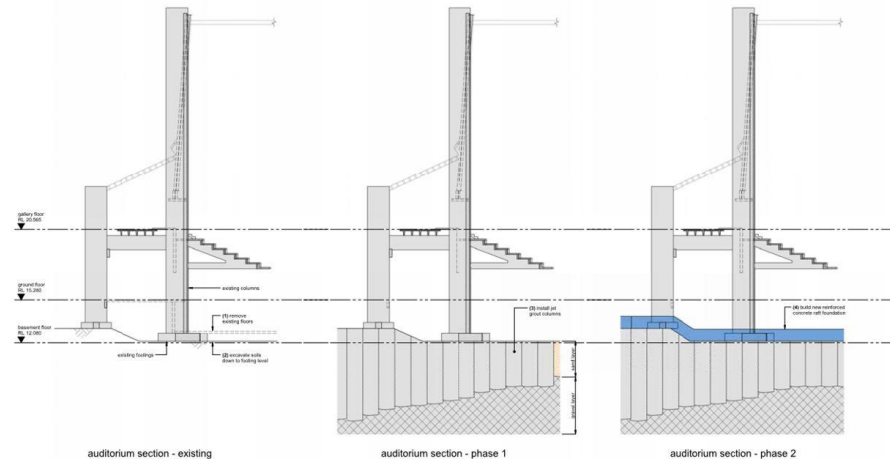 gallery floor
RL 20.565
ground floor
RL 15.280
basement floor
RL 12.080
existing columns
(1) remove
existing floors
existing footings
(2) excavate soils
down to footing level
auditorium section - existing
(3) install jet
grout columns
sand layer
gravel layer
auditorium section - phase 1
(4) build new reinforced
concrete raft foundation
auditorium section - phase 2